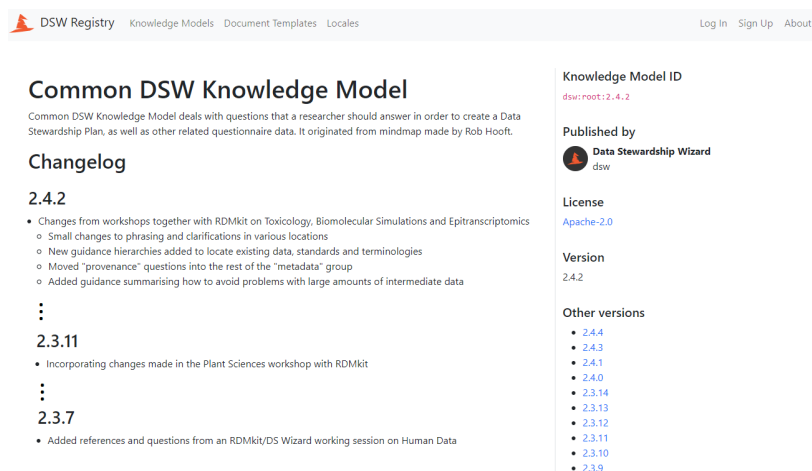 DSW Registry Knowledge Models Document Templates Locales Log In Sign Up About
Common DSW Knowledge Model
Common DSW Knowledge Model deals with questions that a researcher should answer in order to create a Data
Stewardship Plan, as well as other related questionnaire data. It originated from mindmap made by Rob Hooft.
Changelog
2.4.2
• Changes from workshops together with RDMkit on Toxicology, Biomolecular Simulations and Epitranscriptomics
○ Small changes to phrasing and clarifications in various locations
○ New guidance hierarchies added to locate existing data, standards and terminologies
○ Moved "provenance" questions into the rest of the "metadata" group
○ Added guidance summarising how to avoid problems with large amounts of intermediate data
⋮
2.3.11
• Incorporating changes made in the Plant Sciences workshop with RDMkit
⋮
2.3.7
• Added references and questions from an RDMkit/DS Wizard working session on Human Data
Knowledge Model ID
dsw:root:2.4.2
Published by
Data Stewardship Wizard
dsw
License
Apache-2.0
Version
2.4.2
Other versions
• 2.4.4
• 2.4.3
• 2.4.1
• 2.4.0
• 2.3.14
• 2.3.13
• 2.3.12
• 2.3.11
• 2.3.10
• 2.3.9